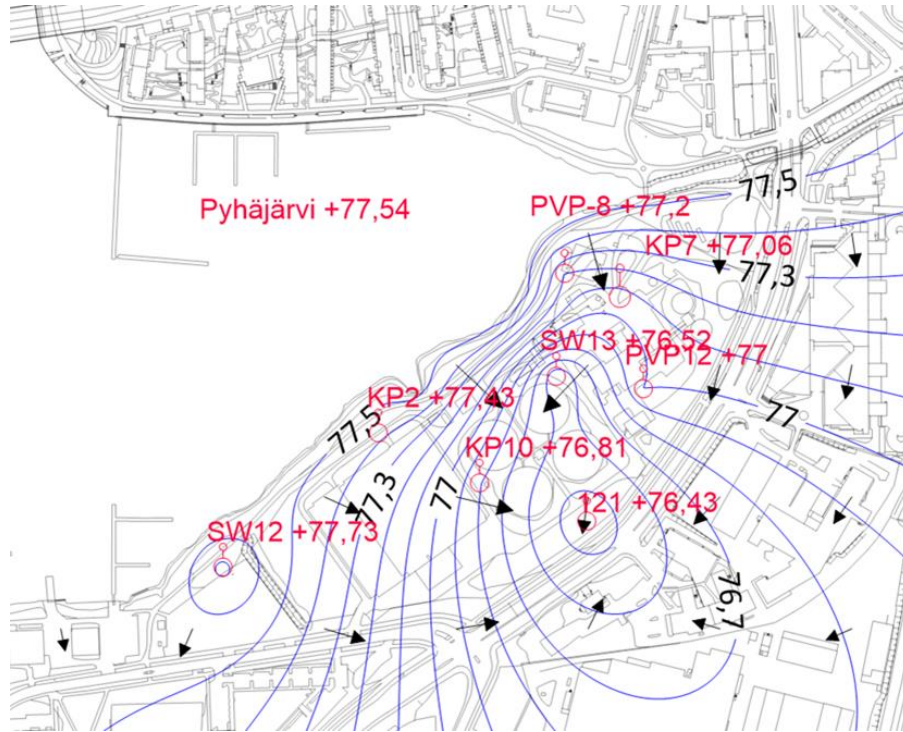 77,5
Pyhäjärvi +77,54
PVP-8 +77,2
KP7 +77,06
77,3
SW13 +76,52
PVP12 +77
KP2 +77,43
77
77,5
KP10 +76,81
77,3
77
121 +76,43
SW12 +77,73
76,7